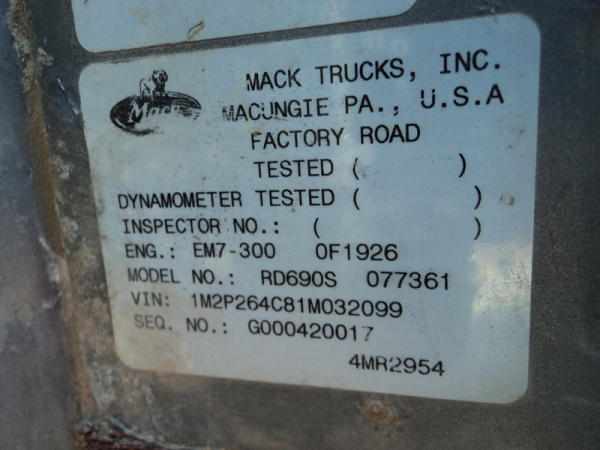 MACK TRUCKS, INC.
Mack MACUNGIE PA., U.S.A
FACTORY ROAD
TESTED ( )
DYNAMOMETER TESTED ( )
INSPECTOR NO.: ( )
ENG.: EM7-300 0F1926
MODEL NO.: RD690S 077361
VIN: 1M2P264C81M032099
SEQ. NO.: G000420017
4MR2954